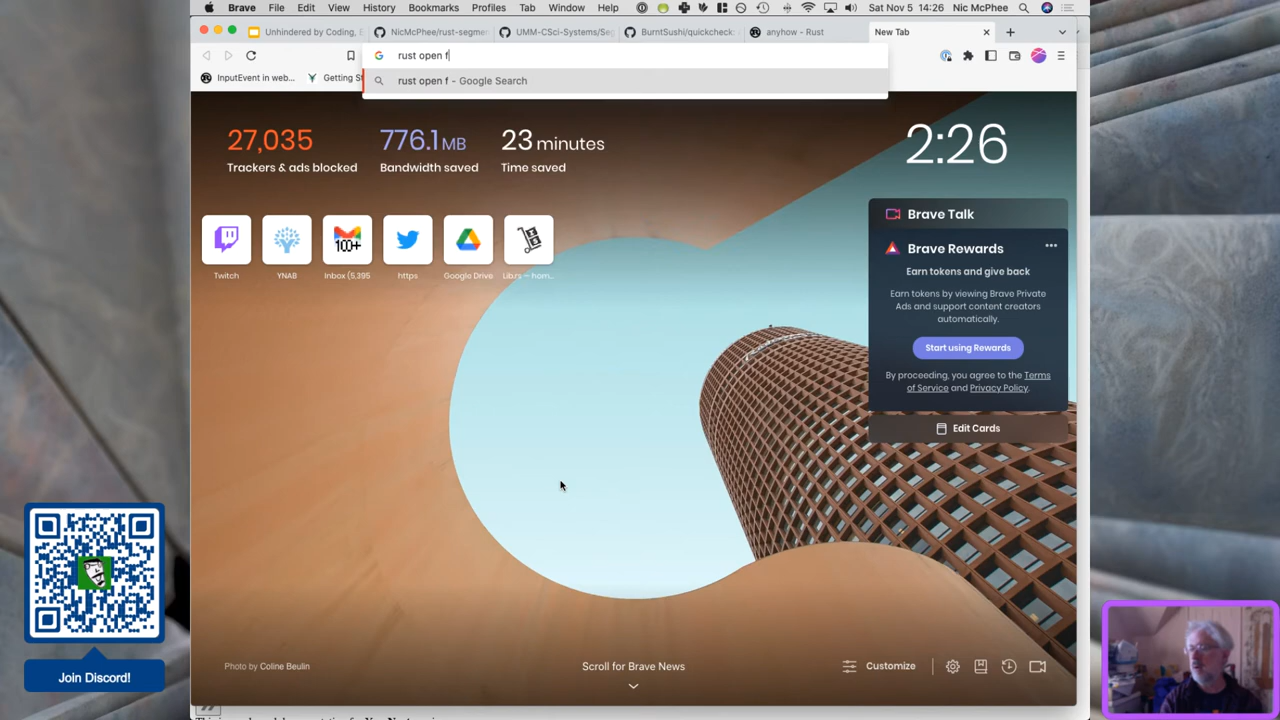 Brave File Edit View History Bookmarks Profiles Tab Window Help Sat Nov 5 14:26 Nic McPhee
Unhindered by Coding, NicMcPhee/rust-segmen UMM-CSci-Systems/Seg BurntSushi/quickcheck: anyhow - Rust New Tab
rust open f
InputEvent in web... Getting St
rust open f - Google Search
27,035
Trackers & ads blocked
776.1 MB
Bandwidth saved
23 minutes
Time saved
2:26
100+
Twitch YNAB Inbox (5,395 https Google Drive Lib.rs — hom...
Brave Talk
Brave Rewards
Earn tokens and give back
Earn tokens by viewing Brave Private
Ads and support content creators
automatically.
Start using Rewards
By proceeding, you agree to the Terms
of Service and Privacy Policy.
Edit Cards
Photo by Coline Beulin
Scroll for Brave News
Customize
Join Discord!